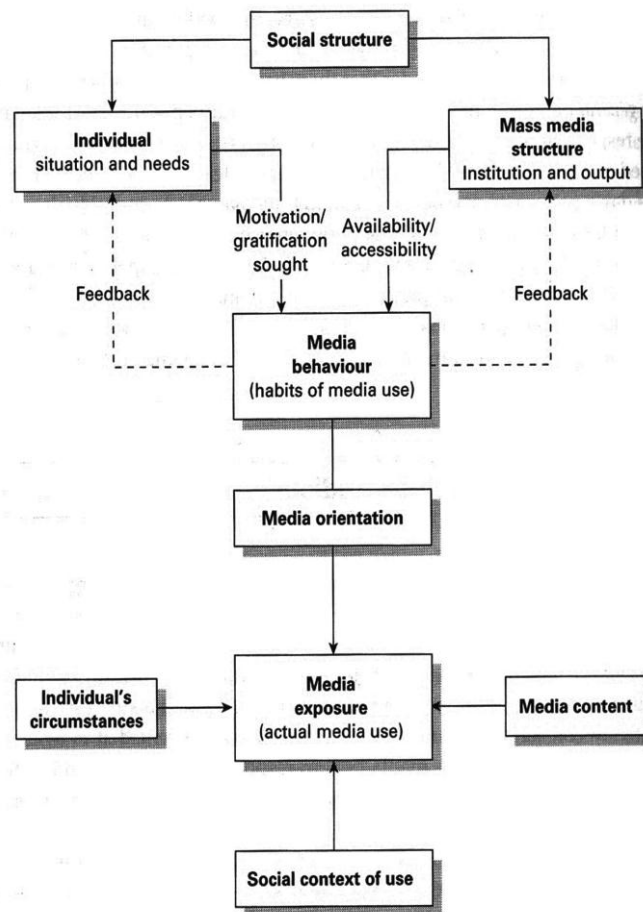 Social structure
Individual
situation and needs
Mass media
structure
Institution and output
Motivation/
gratification
sought
Availability/
accessibility
Feedback
Feedback
Media
behaviour
(habits of media use)
Media orientation
Individual's
circumstances
Media
exposure
(actual media use)
Media content
Social context of use